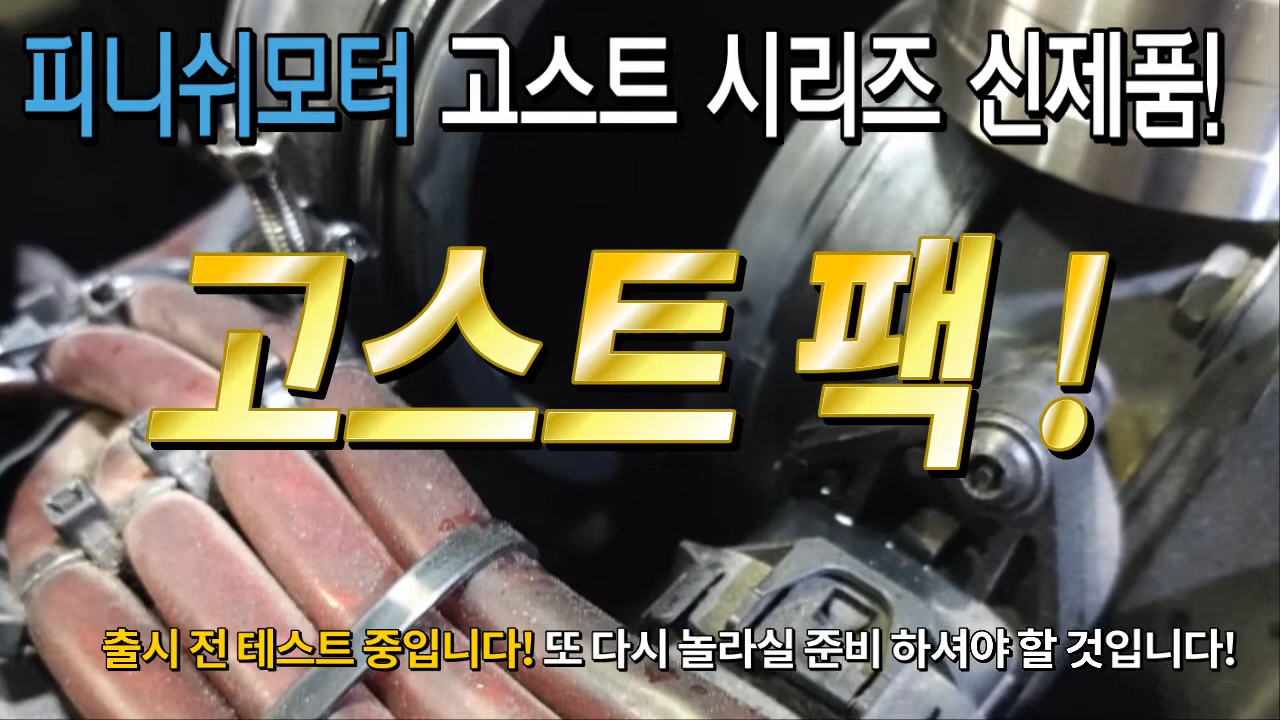 피니쉬모터 고스트 시리즈 신제품!
고스트 팩 !
출시 전 테스트 중입니다! 또 다시 놀라실 준비 하셔야 할 것입니다!